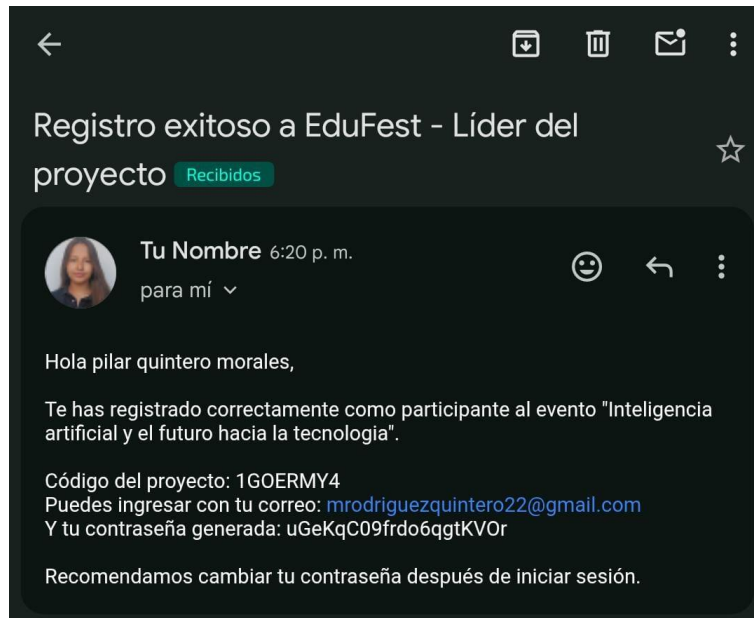 Registro exitoso a EduFest - Líder del
proyecto Recibidos
Tu Nombre 6:20 p. m.
para mí
Hola pilar quintero morales,
Te has registrado correctamente como participante al evento "Inteligencia
artificial y el futuro hacia la tecnologia".
Código del proyecto: 1GOERMY4
Puedes ingresar con tu correo: mrodriguezquintero22@gmail.com
Y tu contraseña generada: uGeKqC09frdo6qgtKVOr
Recomendamos cambiar tu contraseña después de iniciar sesión.